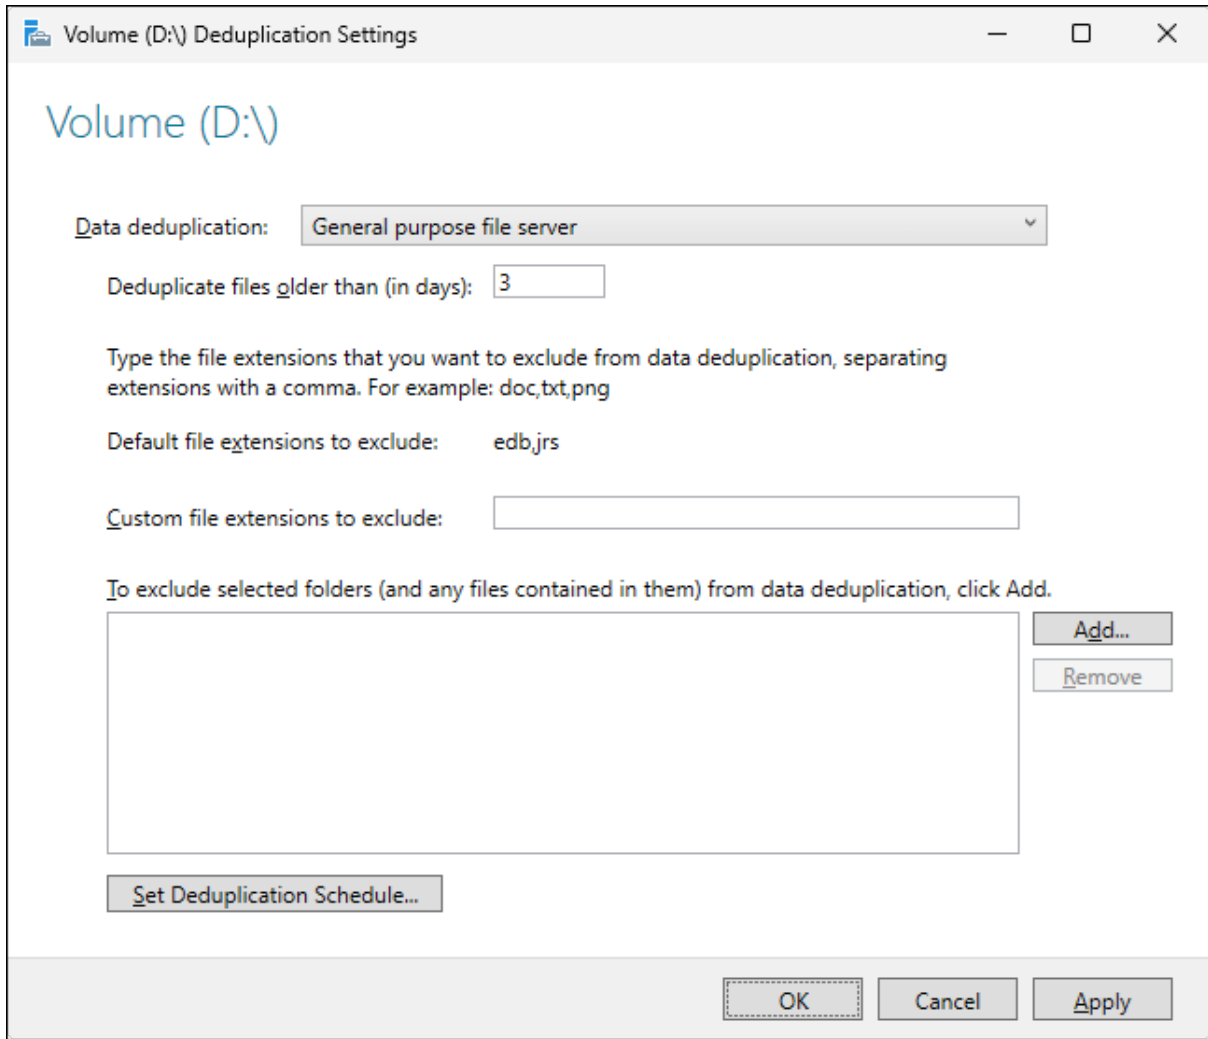 Volume (D:\) Deduplication Settings
Volume (D:\)
Data deduplication: General purpose file server
Deduplicate files older than (in days): 3
Type the file extensions that you want to exclude from data deduplication, separating
extensions with a comma. For example: doc,txt,png
Default file extensions to exclude: edb,jrs
Custom file extensions to exclude:
To exclude selected folders (and any files contained in them) from data deduplication, click Add.
Add...
Remove
Set Deduplication Schedule...
OK Cancel Apply